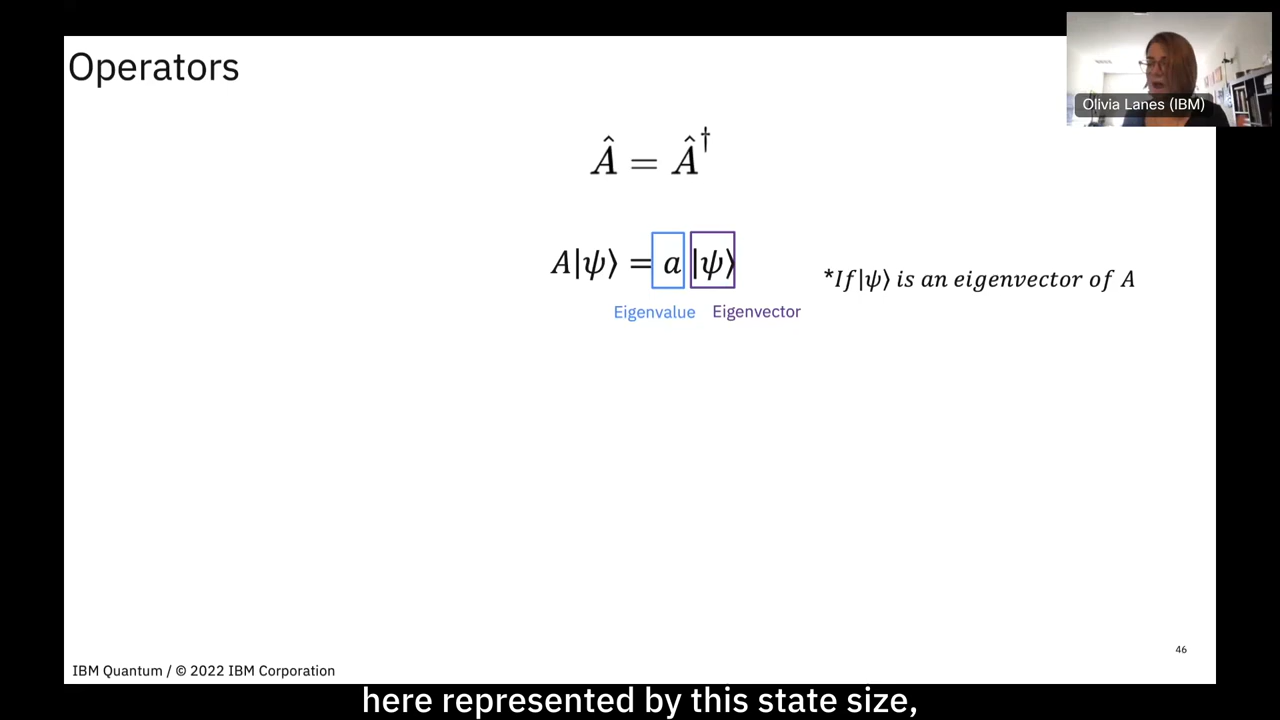 Operators
Olivia Lanes (IBM)
Â = Â†
A|ψ⟩ = a |ψ⟩
*If|ψ⟩ is an eigenvector of A
Eigenvalue Eigenvector
46
IBM Quantum / © 2022 IBM Corporation
here represented by this state size,